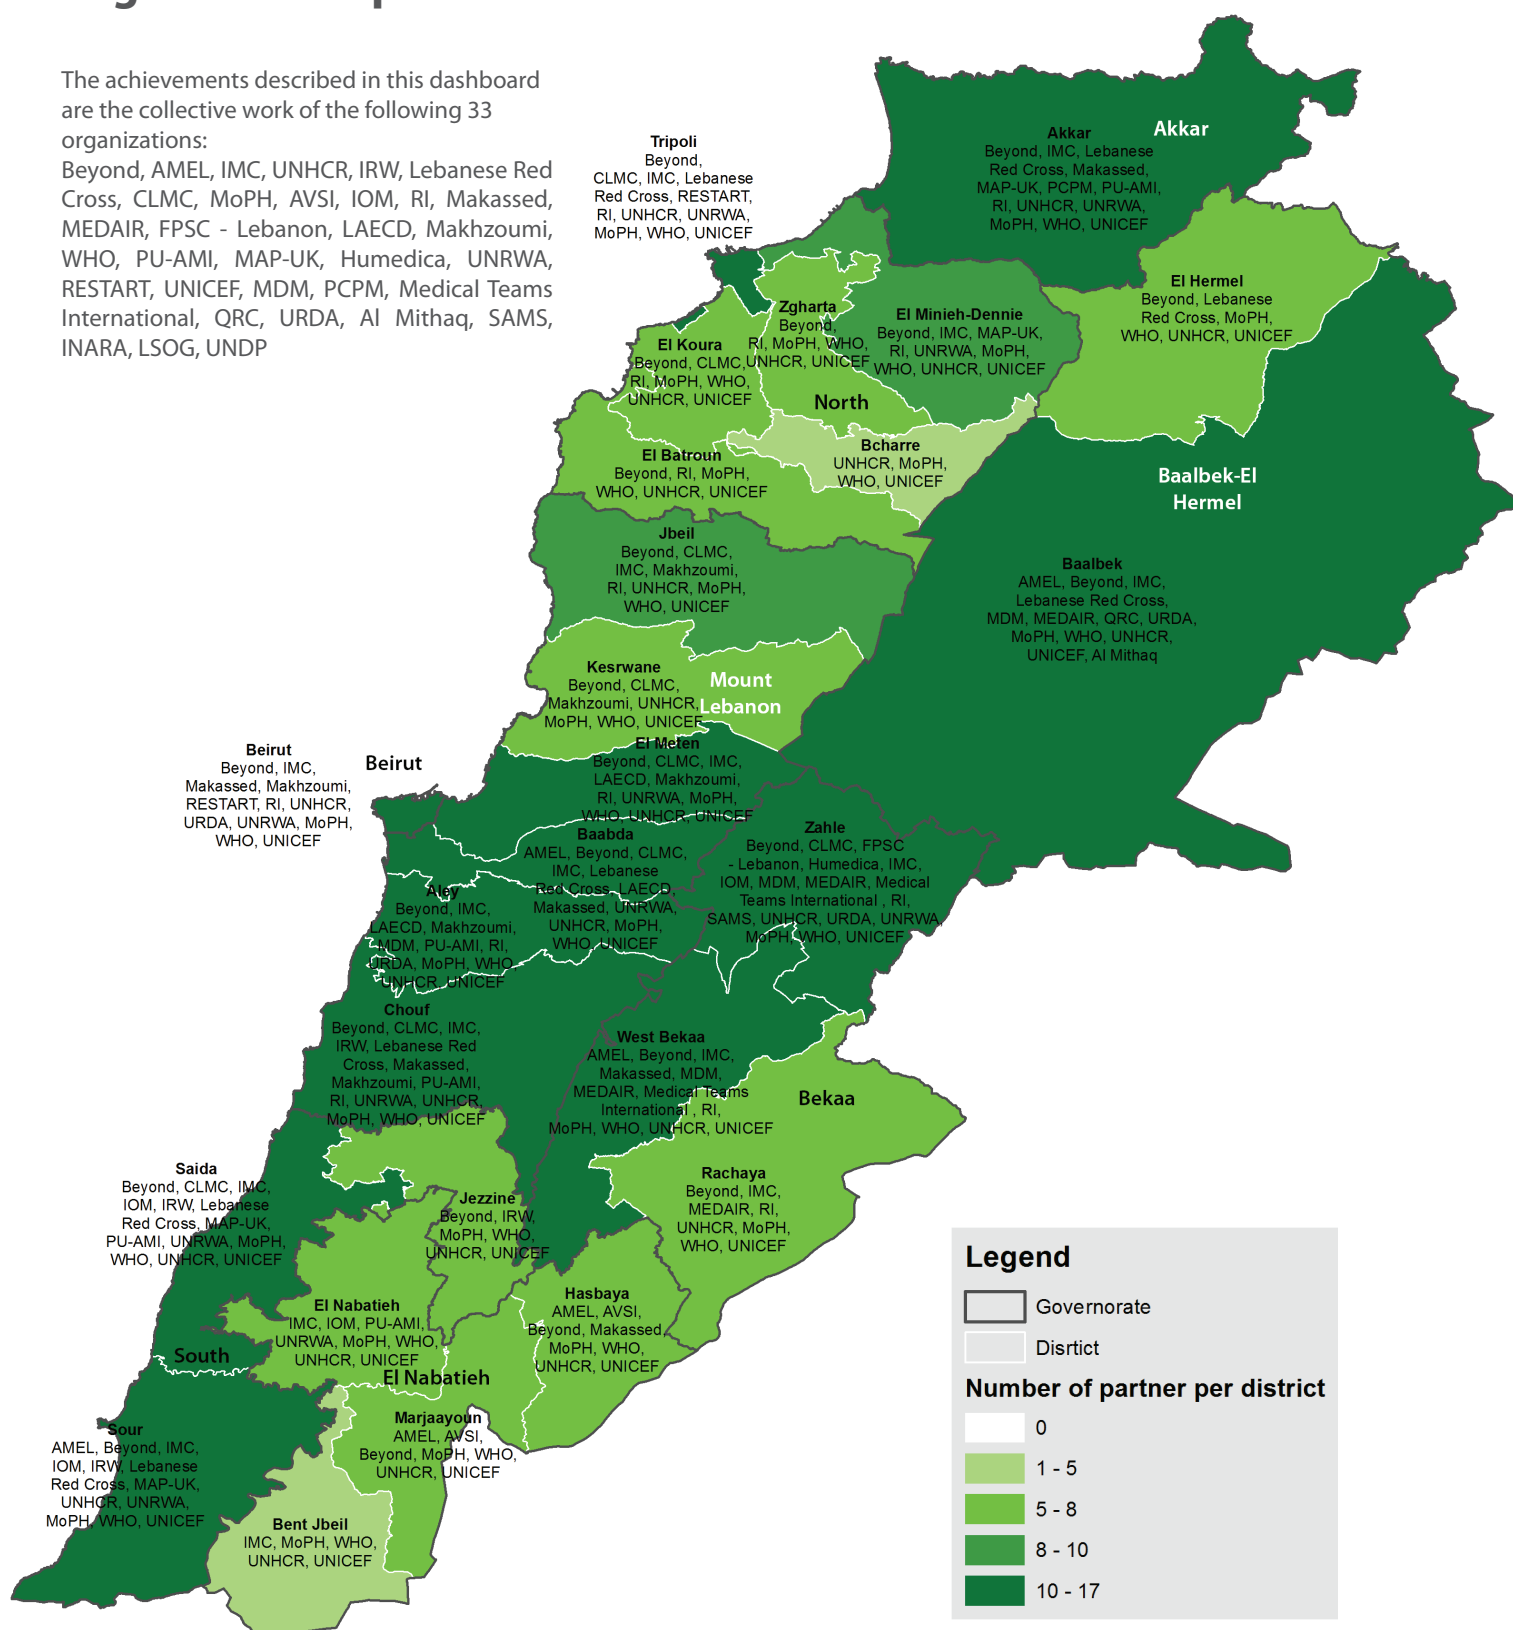 The achievements described in this dashboard
are the collective work of the following 33
organizations:
Beyond, AMEL, IMC, UNHCR, IRW, Lebanese Red
Cross, CLMC, MoPH, AVSI, IOM, RI, Makassed,
MEDAIR, FPSC - Lebanon, LAECD, Makhzoumi,
WHO, PU-AMI, MAP-UK, Humedica, UNRWA,
RESTART, UNICEF, MDM, PCPM, Medical Teams
International, QRC, URDA, Al Mithaq, SAMS,
INARA, LSOG, UNDP
Tripoli
Beyond,
CLMC, IMC, Lebanese
Red Cross, RESTART,
RI, UNHCR, UNRWA,
MoPH, WHO, UNICEF
Akkar
Akkar
Beyond, IMC, Lebanese
Red Cross, Makassed,
MAP-UK, PCPM, PU-AMI,
RI, UNHCR, UNRWA,
MoPH, WHO, UNICEF
El Hermel
Beyond, Lebanese
Red Cross, MoPH,
WHO, UNHCR, UNICEF
Zgharta
Beyond,
RI, MoPH, WHO,
UNHCR, UNICEF
El Minieh-Dennie
Beyond, IMC, MAP-UK,
RI, UNRWA, MoPH,
WHO, UNHCR, UNICEF
El Koura
Beyond, CLMC,
RI, MoPH, WHO,
UNHCR, UNICEF
North
Bcharre
UNHCR, MoPH,
WHO, UNICEF
El Batroun
Beyond, RI, MoPH,
WHO, UNHCR, UNICEF
Baalbek-El
Hermel
Jbeil
Beyond, CLMC,
IMC, Makhzoumi,
RI, UNHCR, MoPH,
WHO, UNICEF
Baalbek
AMEL, Beyond, IMC,
Lebanese Red Cross,
MDM, MEDAIR, QRC, URDA,
MoPH, WHO, UNHCR,
UNICEF, Al Mithaq
Kesrwane
Beyond, CLMC,
Makhzoumi, UNHCR,
MoPH, WHO, UNICEF
Mount
Lebanon
Beirut
Beyond, IMC,
Makassed, Makhzoumi,
RESTART, RI, UNHCR,
URDA, UNRWA, MoPH,
WHO, UNICEF
Beirut
El Meten
Beyond, CLMC, IMC,
LAECD, Makhzoumi,
RI, UNRWA, MoPH,
WHO, UNHCR, UNICEF
Baabda
AMEL, Beyond, CLMC,
IMC, Lebanese
Red Cross, LAECD,
Makassed, UNRWA,
UNHCR, MoPH,
WHO, UNICEF
Zahle
Beyond, CLMC, FPSC
- Lebanon, Humedica, IMC,
IOM, MDM, MEDAIR, Medical
Teams International , RI,
SAMS, UNHCR, URDA, UNRWA,
MoPH, WHO, UNICEF
Aley
Beyond, IMC,
LAECD, Makhzoumi,
MDM, PU-AMI, RI,
URDA, MoPH, WHO,
UNHCR, UNICEF
Chouf
Beyond, CLMC, IMC,
IRW, Lebanese Red
Cross, Makassed,
Makhzoumi, PU-AMI,
RI, UNRWA, UNHCR,
MoPH, WHO, UNICEF
West Bekaa
AMEL, Beyond, IMC,
Makassed, MDM,
MEDAIR, Medical Teams
International , RI,
MoPH, WHO, UNHCR, UNICEF
Bekaa
Saida
Beyond, CLMC, IMC,
IOM, IRW, Lebanese
Red Cross, MAP-UK,
PU-AMI, UNRWA, MoPH,
WHO, UNHCR, UNICEF
Jezzine
Beyond, IRW,
MoPH, WHO,
UNHCR, UNICEF
Rachaya
Beyond, IMC,
MEDAIR, RI,
UNHCR, MoPH,
WHO, UNICEF
El Nabatieh
IMC, IOM, PU-AMI,
UNRWA, MoPH, WHO,
UNHCR, UNICEF
Hasbaya
AMEL, AVSI,
Beyond, Makassed,
MoPH, WHO,
UNHCR, UNICEF
South
El Nabatieh
Marjaayoun
AMEL, AVSI,
Beyond, MoPH, WHO,
UNHCR, UNICEF
Sour
AMEL, Beyond, IMC,
IOM, IRW, Lebanese
Red Cross, MAP-UK,
UNHCR, UNRWA,
MoPH, WHO, UNICEF
Bent Jbeil
IMC, MoPH, WHO,
UNHCR, UNICEF
Legend
Governorate
Disrtict
Number of partner per district
0
1 - 5
5 - 8
8 - 10
10 - 17